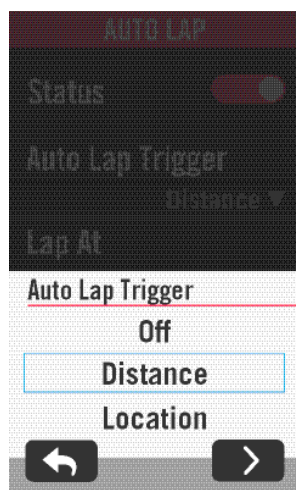 AUTO LAP
Status
Auto Lap Trigger
Distance
Lap At
Auto Lap Trigger
Off
Distance
Location